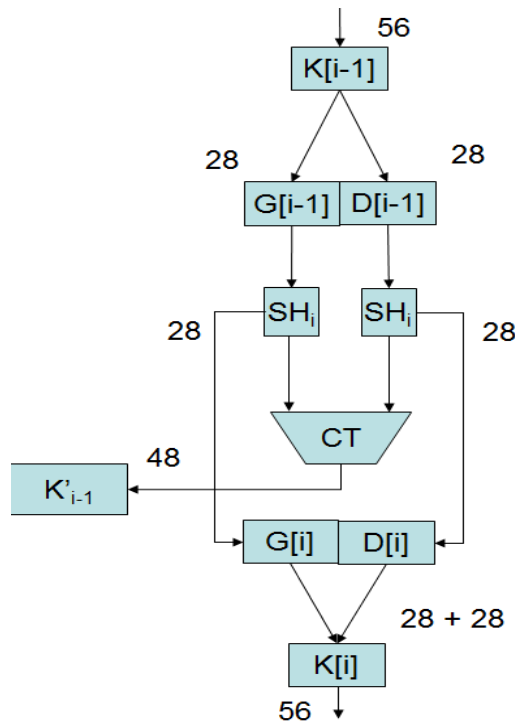 56
K[i-1]
28
28
G[i-1] D[i-1]
SHi SHi
28
28
CT
48
K'i-1
G[i] D[i]
28 + 28
K[i]
56